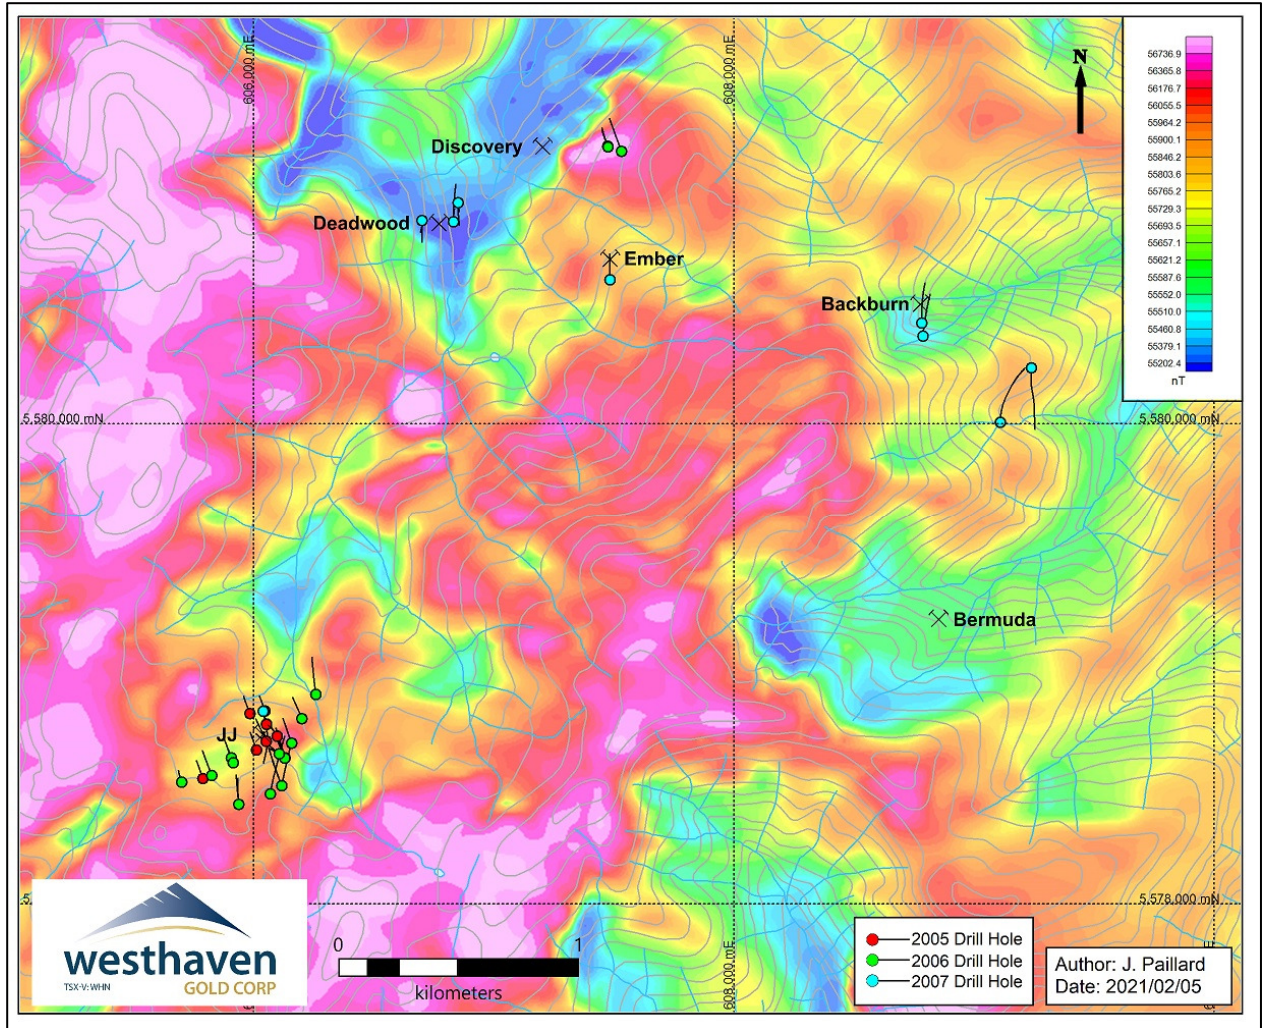 606,000 mE
608,000 mE
N
56736.9
56365.8
56176.7
56055.5
55964.2
55900.1
55846.2
55803.6
55765.2
55729.3
55693.5
55657.1
55621.2
55587.6
55552.0
55510.0
55460.8
55379.1
55202.4
nT
Discovery
Deadwood
Ember
Backburn
5,580,000 mN
5,580,000 mN
Bermuda
JJ
5,578,000 mN
608,000 mE
westhaven
TSX-V: WHN
GOLD CORP
0
1
kilometers
2005 Drill Hole
2006 Drill Hole
2007 Drill Hole
Author: J. Paillard
Date: 2021/02/05